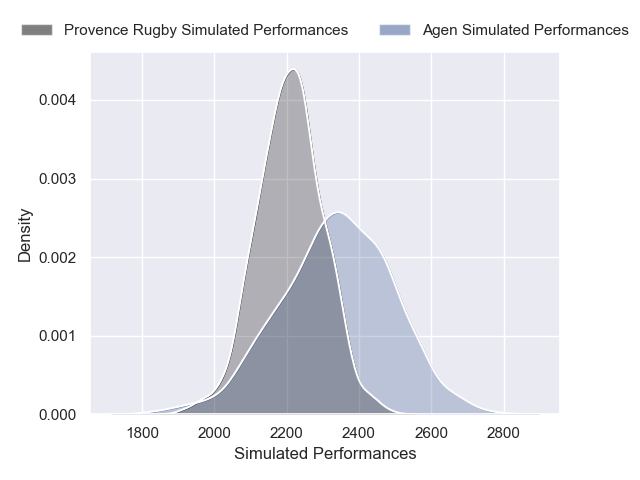 Provence Rugby Simulated Performances Agen Simulated Performances
0.004
0.003
0.002
0.001
0.000
Density
1800 2000 2200 2400 2600 2800
Simulated Performances